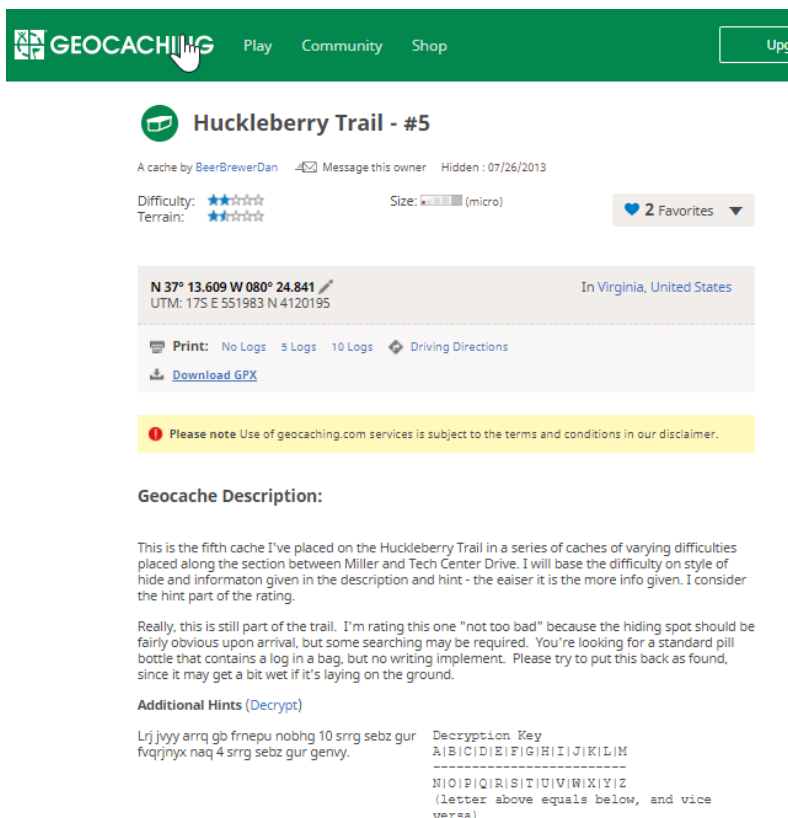 GEOCACHING Play Community Shop Upg
Huckleberry Trail - #5
A cache by BeerBrewerDan Message this owner Hidden : 07/26/2013
Difficulty: Size: (micro)
Terrain:
2 Favorites
N 37° 13.609 W 080° 24.841 In Virginia, United States
UTM: 17S E 551983 N 4120195
Print: No Logs 5 Logs 10 Logs Driving Directions
Download GPX
Please note Use of geocaching.com services is subject to the terms and conditions in our disclaimer.
Geocache Description:
This is the fifth cache I've placed on the Huckleberry Trail in a series of caches of varying difficulties
placed along the section between Miller and Tech Center Drive. I will base the difficulty on style of
hide and informaton given in the description and hint - the eaiser it is the more info given. I consider
the hint part of the rating.
Really, this is still part of the trail. I'm rating this one "not too bad" because the hiding spot should be
fairly obvious upon arrival, but some searching may be required. You're looking for a standard pill
bottle that contains a log in a bag, but no writing implement. Please try to put this back as found,
since it may get a bit wet if it's laying on the ground.
Additional Hints (Decrypt)
Lrj jvyy arrq gb frnepu nobhg 10 srrg sebz gur
fvqrjnyx naq 4 srrg sebz gur genvy.
Decryption Key
A|B|C|D|E|F|G|H|I|J|K|L|M
-------------------------
N|O|P|Q|R|S|T|U|V|W|X|Y|Z
(letter above equals below, and vice
versa)